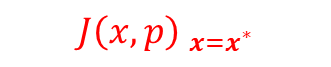 J(x, p) x=x*